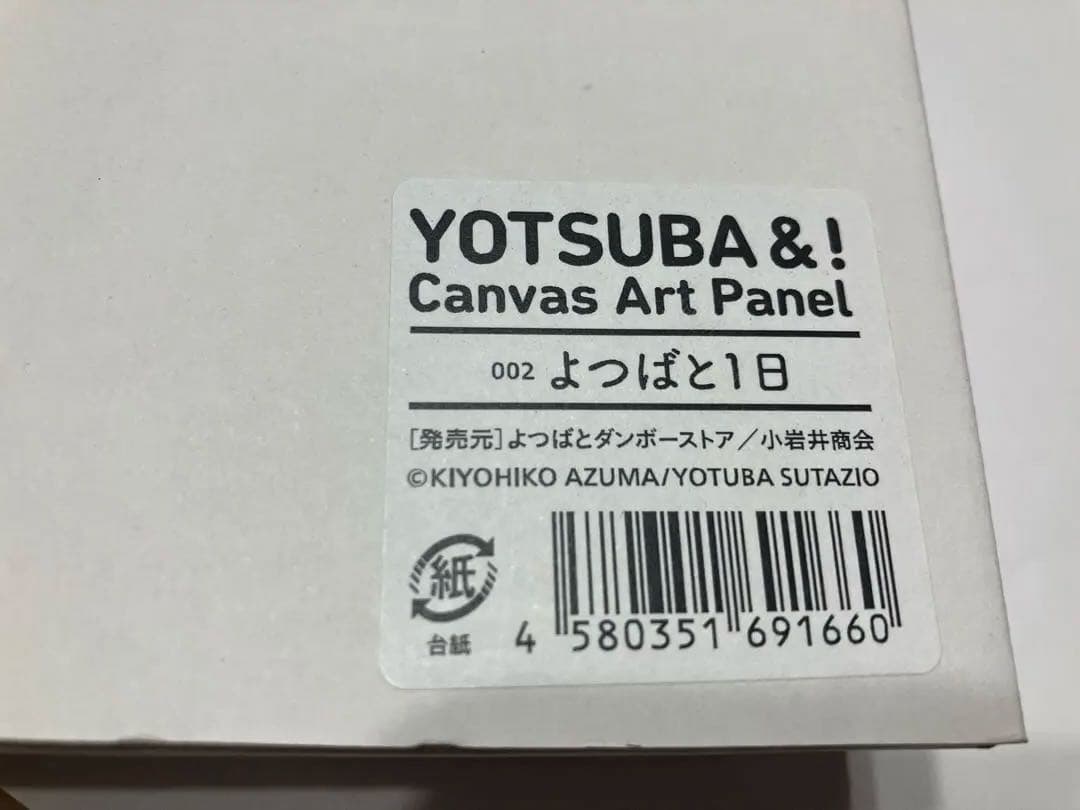 YOTSUBA&!
Canvas Art Panel
002 よつばと1日
［発売元］よつばとダンボーストア／小岩井商会
©KIYOHIKO AZUMA/YOTUBA SUTAZIO
紙
台紙
4 580351 691660